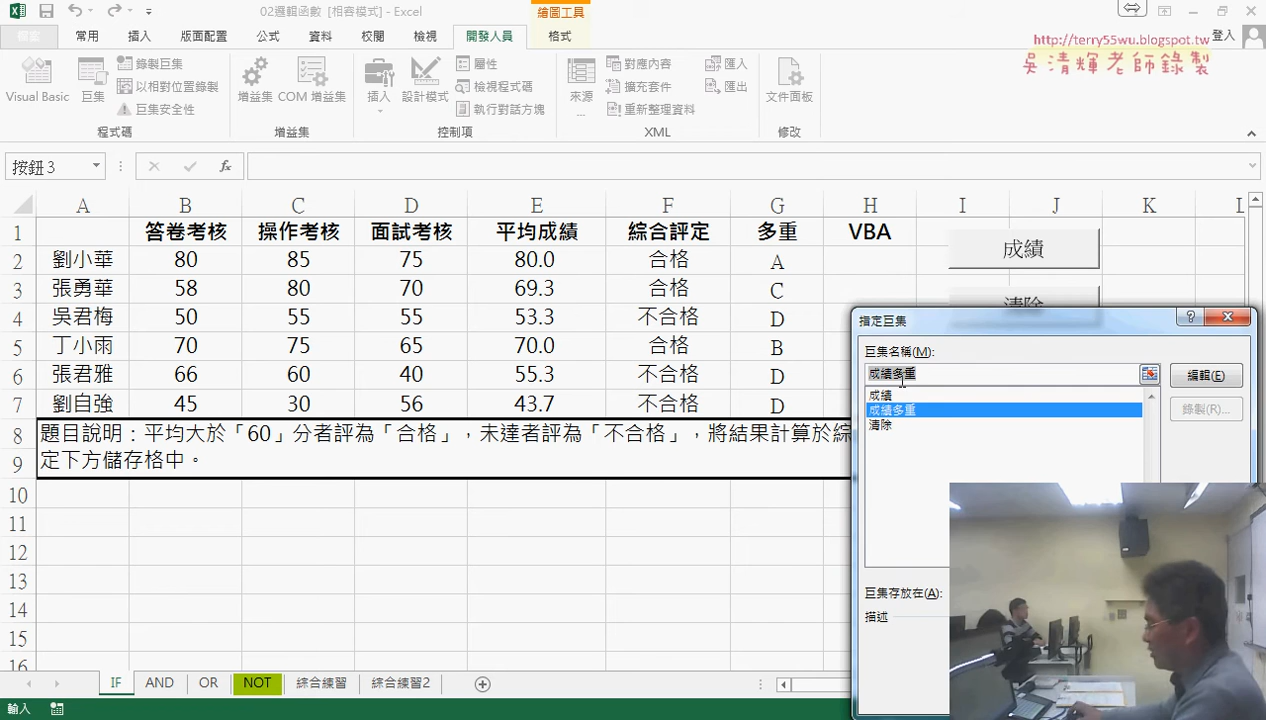 02邏輯函數 [相容模式] - Excel
繪圖工具
檔案 常用 插入 版面配置 公式 資料 校閱 檢視 開發人員 格式
http://terry55wu.blogspot.tw
登入
吳清輝老師錄製
Visual Basic 巨集 錄製巨集 以相對位置錄製 巨集安全性
程式碼
增益集 COM 增益集
增益集
插入 設計模式 屬性 檢視程式碼 執行對話方塊
控制項
來源 ... 對應內容 擴充套件 重新整理資料 匯入 匯出
XML
文件面板
修改
按鈕 3
fx
A B C D E F G H I J K L
1 答卷考核 操作考核 面試考核 平均成績 綜合評定 多重 VBA
2 劉小華 80 85 75 80.0 合格 A
3 張勇華 58 80 70 69.3 合格 C
4 吳君梅 50 55 55 53.3 不合格 D
5 丁小雨 70 75 65 70.0 合格 B
6 張君雅 66 60 40 55.3 不合格 D
7 劉自強 45 30 56 43.7 不合格 D
8 題目說明：平均大於「60」分者評為「合格」，未達者評為「不合格」，將結果計算於綜
9 定下方儲存格中。
10
11
12
13
14
15
16
成績
清除
指定巨集
?
巨集名稱(M):
成績多重
編輯(E)
成績
成績多重
清除
錄製(R)...
巨集存放在(A):
描述
IF AND OR NOT 綜合練習 綜合練習2
輸入